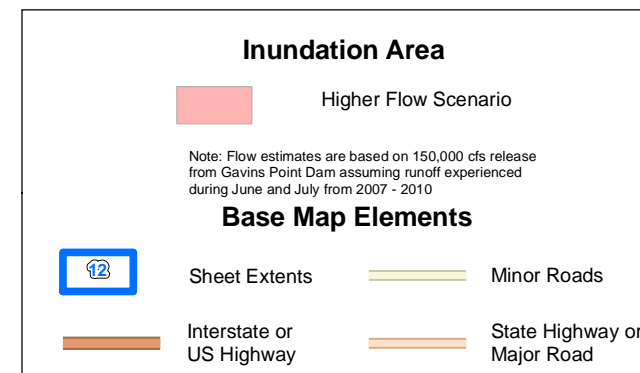 Inundation Area
Higher Flow Scenario
Note: Flow estimates are based on 150,000 cfs release
from Gavins Point Dam assuming runoff experienced
during June and July from 2007 - 2010
Base Map Elements
12
Sheet Extents
Minor Roads
Interstate or
US Highway
State Highway or
Major Road